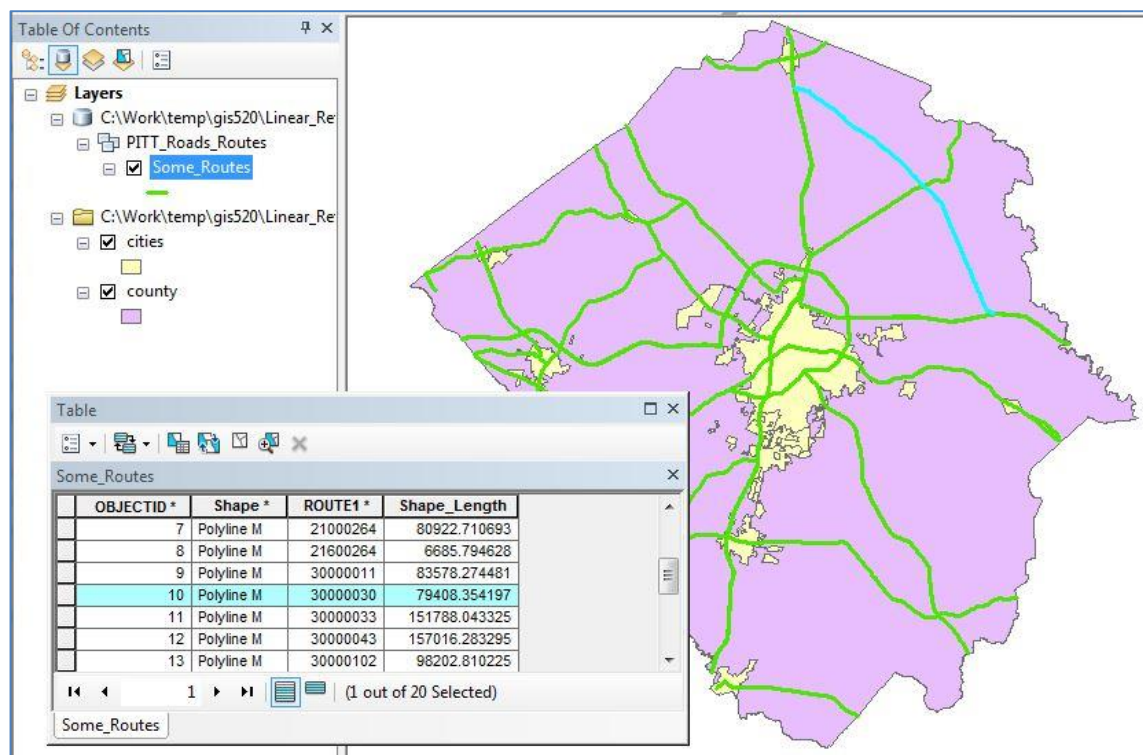 Table Of Contents
Layers
C:\Work\temp\gis520\Linear_Re
PITT_Roads_Routes
Some_Routes
C:\Work\temp\gis520\Linear_Re
cities
county
Table
Some_Routes
OBJECTID * Shape * ROUTE1 * Shape_Length
7 Polyline M 21000264 80922.710693
8 Polyline M 21600264 6685.794628
9 Polyline M 30000011 83578.274481
10 Polyline M 30000030 79408.354197
11 Polyline M 30000033 151788.043325
12 Polyline M 30000043 157016.283295
13 Polyline M 30000102 98202.810225
1 (1 out of 20 Selected)
Some_Routes